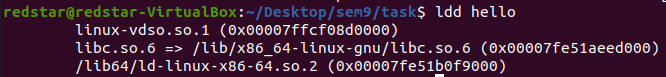 redstar@redstar-VirtualBox:~/Desktop/sem9/task$ ldd hello
linux-vdso.so.1 (0x00007ffcf08d0000)
libc.so.6 => /lib/x86_64-linux-gnu/libc.so.6 (0x00007fe51aeed000)
/lib64/ld-linux-x86-64.so.2 (0x00007fe51b0f9000)